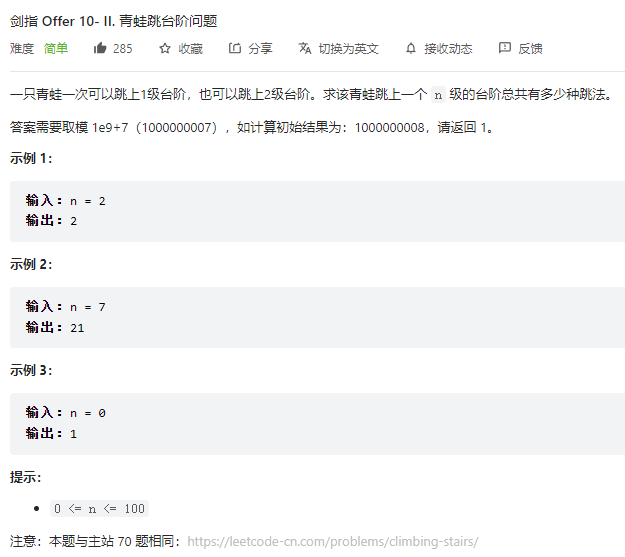 剑指 Offer 10- II. 青蛙跳台阶问题
难度 简单 285 收藏 分享 切换为英文 接收动态 反馈
一只青蛙一次可以跳上1级台阶，也可以跳上2级台阶。求该青蛙跳上一个 n 级的台阶总共有多少种跳法。
答案需要取模 1e9+7（1000000007），如计算初始结果为：1000000008，请返回 1。
示例 1：
输入：n = 2
输出：2
示例 2：
输入：n = 7
输出：21
示例 3：
输入：n = 0
输出：1
提示：
0 <= n <= 100
注意：本题与主站 70 题相同：https://leetcode-cn.com/problems/climbing-stairs/